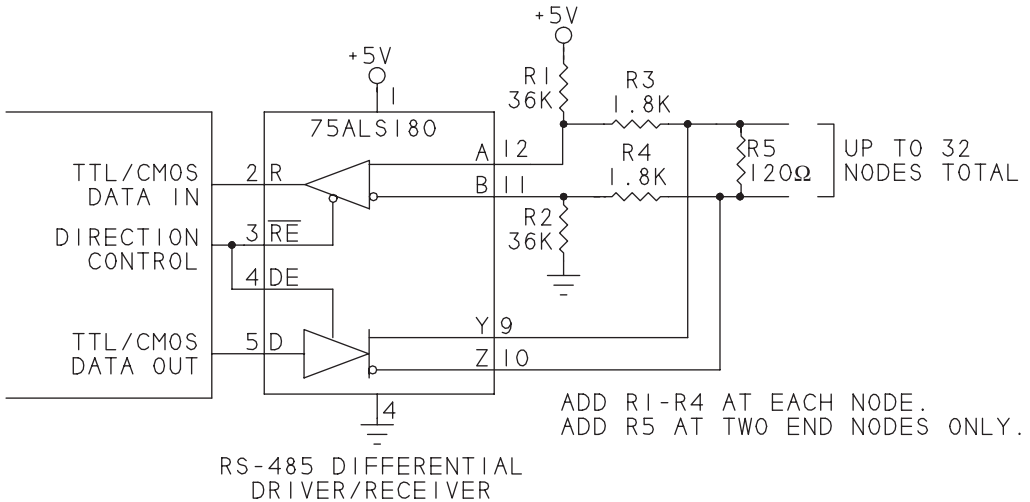 +5V
+5V
1
R1
36K
R3
1.8K
75ALS180
A 12
R4
1.8K
R5
120Ω
UP TO 32
NODES TOTAL
TTL/CMOS
DATA IN
2 R
B 11
R2
36K
DIRECTION
CONTROL
3 RE
4 DE
Y 9
TTL/CMOS
DATA OUT
5 D
Z 10
4
ADD R1-R4 AT EACH NODE.
ADD R5 AT TWO END NODES ONLY.
RS-485 DIFFERENTIAL
DRIVER/RECEIVER